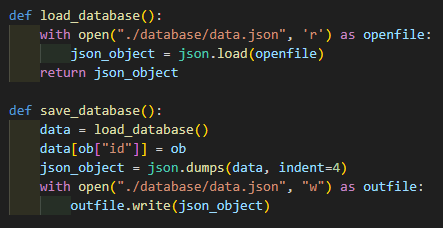 def load_database():
    with open("./database/data.json", 'r') as openfile:
        json_object = json.load(openfile)
    return json_object

def save_database():
    data = load_database()
    data[ob["id"]] = ob
    json_object = json.dumps(data, indent=4)
    with open("./database/data.json", "w") as outfile:
        outfile.write(json_object)